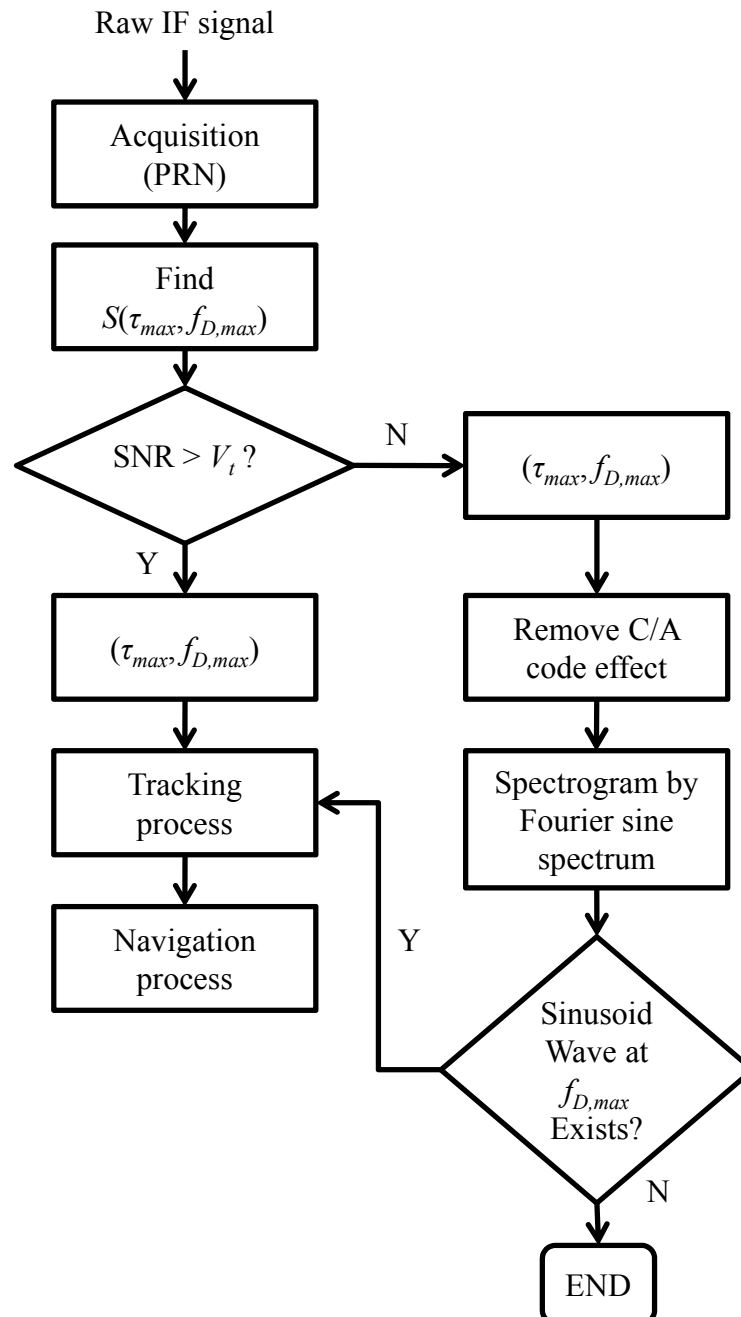 Raw IF signal
Acquisition
(PRN)
Find
S(τmax, fD,max)
SNR > Vt ?
N
Y
(τmax, fD,max)
(τmax, fD,max)
Remove C/A
code effect
Tracking
process
Spectrogram by
Fourier sine
spectrum
Navigation
process
Y
Sinusoid
Wave at
fD,max
Exists?
N
END